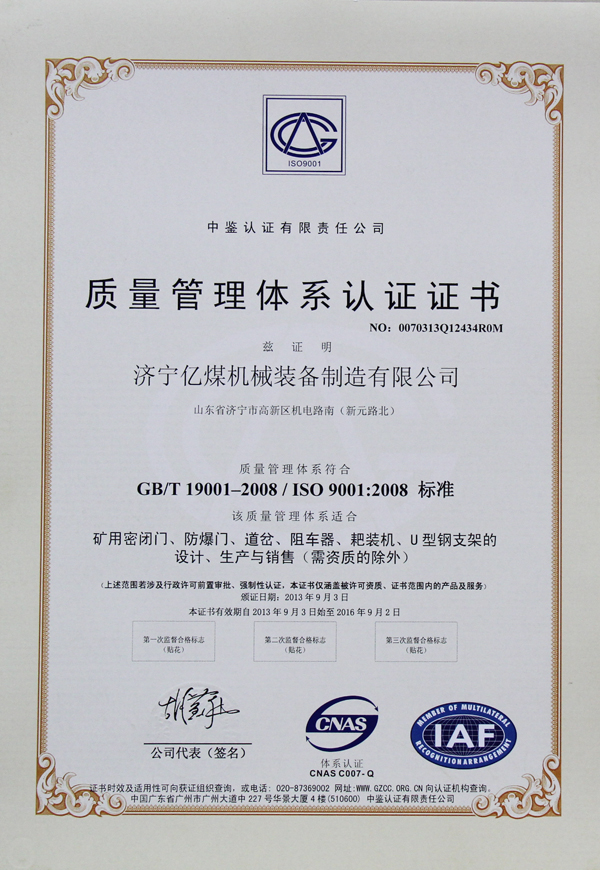 ISO9001
中鉴认证有限责任公司
质量管理体系认证证书
NO: 0070313Q12434R0M
兹 证 明
济宁亿煤机械装备制造有限公司
山东省济宁市高新区机电路南（新元路北）
质量管理体系符合
GB/T 19001–2008 / ISO 9001:2008 标准
该质量管理体系适合
矿用密闭门、防爆门、道岔、阻车器、耙装机、U型钢支架的
设计、生产与销售（需资质的除外）
（上述范围若涉及行政许可前置审批、强制性认证，本证书仅涵盖被许可资质、证书范围内的产品及服务）
颁证日期：2013年9月3日
本证书有效期自2013年9月3日始至2016年9月2日
第一次监督合格标志
（贴花）
第二次监督合格标志
（贴花）
第三次监督合格标志
（贴花）
公司代表（签名）
CNAS
体系认证
CNAS C007-Q
MEMBER OF MULTILATERAL
IAF
RECOGNITION ARRANGEMENT
证书时效及适用性可向获证组织查询，或电话：020-87369002 网址:WWW.GZCC.ORG.CN 向认证机构查询。
中国广东省广州市广州大道中227号华景大厦4楼(510600) 中鉴认证有限责任公司